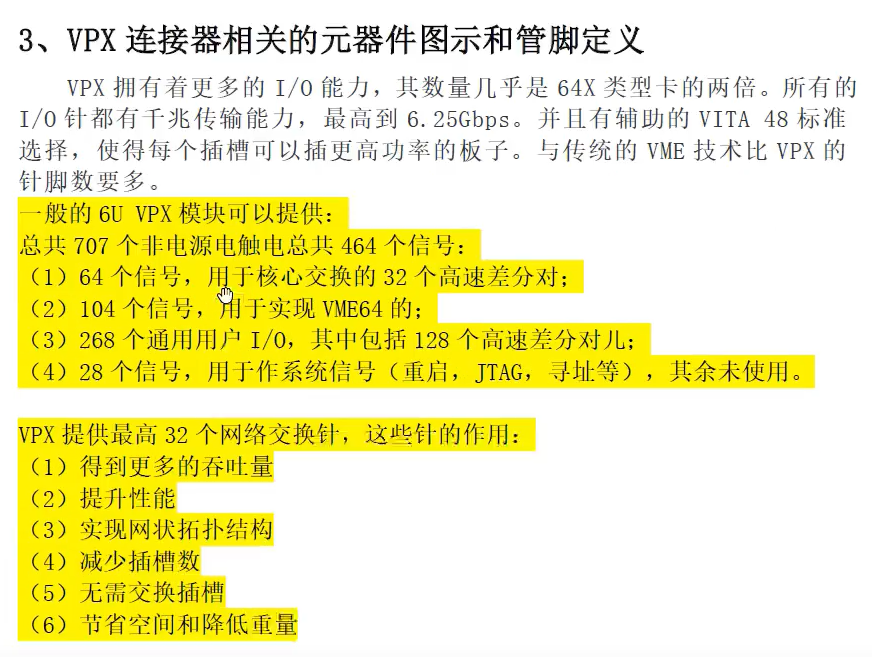 3、VPX 连接器相关的元器件图示和管脚定义
VPX 拥有着更多的 I/O 能力，其数量几乎是 64X 类型卡的两倍。所有的
I/O 针都有千兆传输能力，最高到 6.25Gbps。并且有辅助的 VITA 48 标准
选择，使得每个插槽可以插更高功率的板子。与传统的 VME 技术比 VPX 的
针脚数要多。
一般的 6U VPX 模块可以提供：
总共 707 个非电源电触电总共 464 个信号：
（1）64 个信号，用于核心交换的 32 个高速差分对；
（2）104 个信号，用于实现 VME64 的；
（3）268 个通用用户 I/O，其中包括 128 个高速差分对儿；
（4）28 个信号，用于作系统信号（重启，JTAG，寻址等），其余未使用。
VPX 提供最高 32 个网络交换针，这些针的作用：
（1）得到更多的吞吐量
（2）提升性能
（3）实现网状拓扑结构
（4）减少插槽数
（5）无需交换插槽
（6）节省空间和降低重量